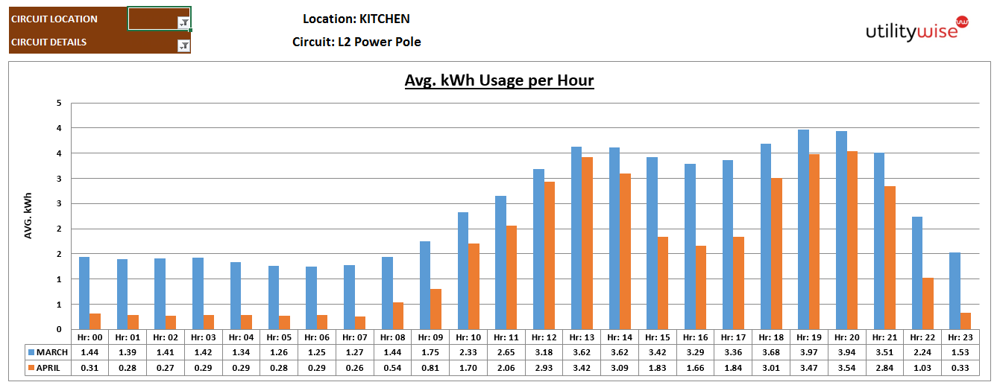 CIRCUIT LOCATION
Location: KITCHEN
CIRCUIT DETAILS
Circuit: L2 Power Pole
utilitywise uw
Avg. kWh Usage per Hour
AVG. kWh
5
4
4
3
3
2
2
1
1
0
Hr: 00 Hr: 01 Hr: 02 Hr: 03 Hr: 04 Hr: 05 Hr: 06 Hr: 07 Hr: 08 Hr: 09 Hr: 10 Hr: 11 Hr: 12 Hr: 13 Hr: 14 Hr: 15 Hr: 16 Hr: 17 Hr: 18 Hr: 19 Hr: 20 Hr: 21 Hr: 22 Hr: 23
MARCH 1.44 1.39 1.41 1.42 1.34 1.26 1.25 1.27 1.44 1.75 2.33 2.65 3.18 3.62 3.62 3.42 3.29 3.36 3.68 3.97 3.94 3.51 2.24 1.53
APRIL 0.31 0.28 0.27 0.29 0.29 0.28 0.29 0.26 0.54 0.81 1.70 2.06 2.93 3.42 3.09 1.83 1.66 1.84 3.01 3.47 3.54 2.84 1.03 0.33